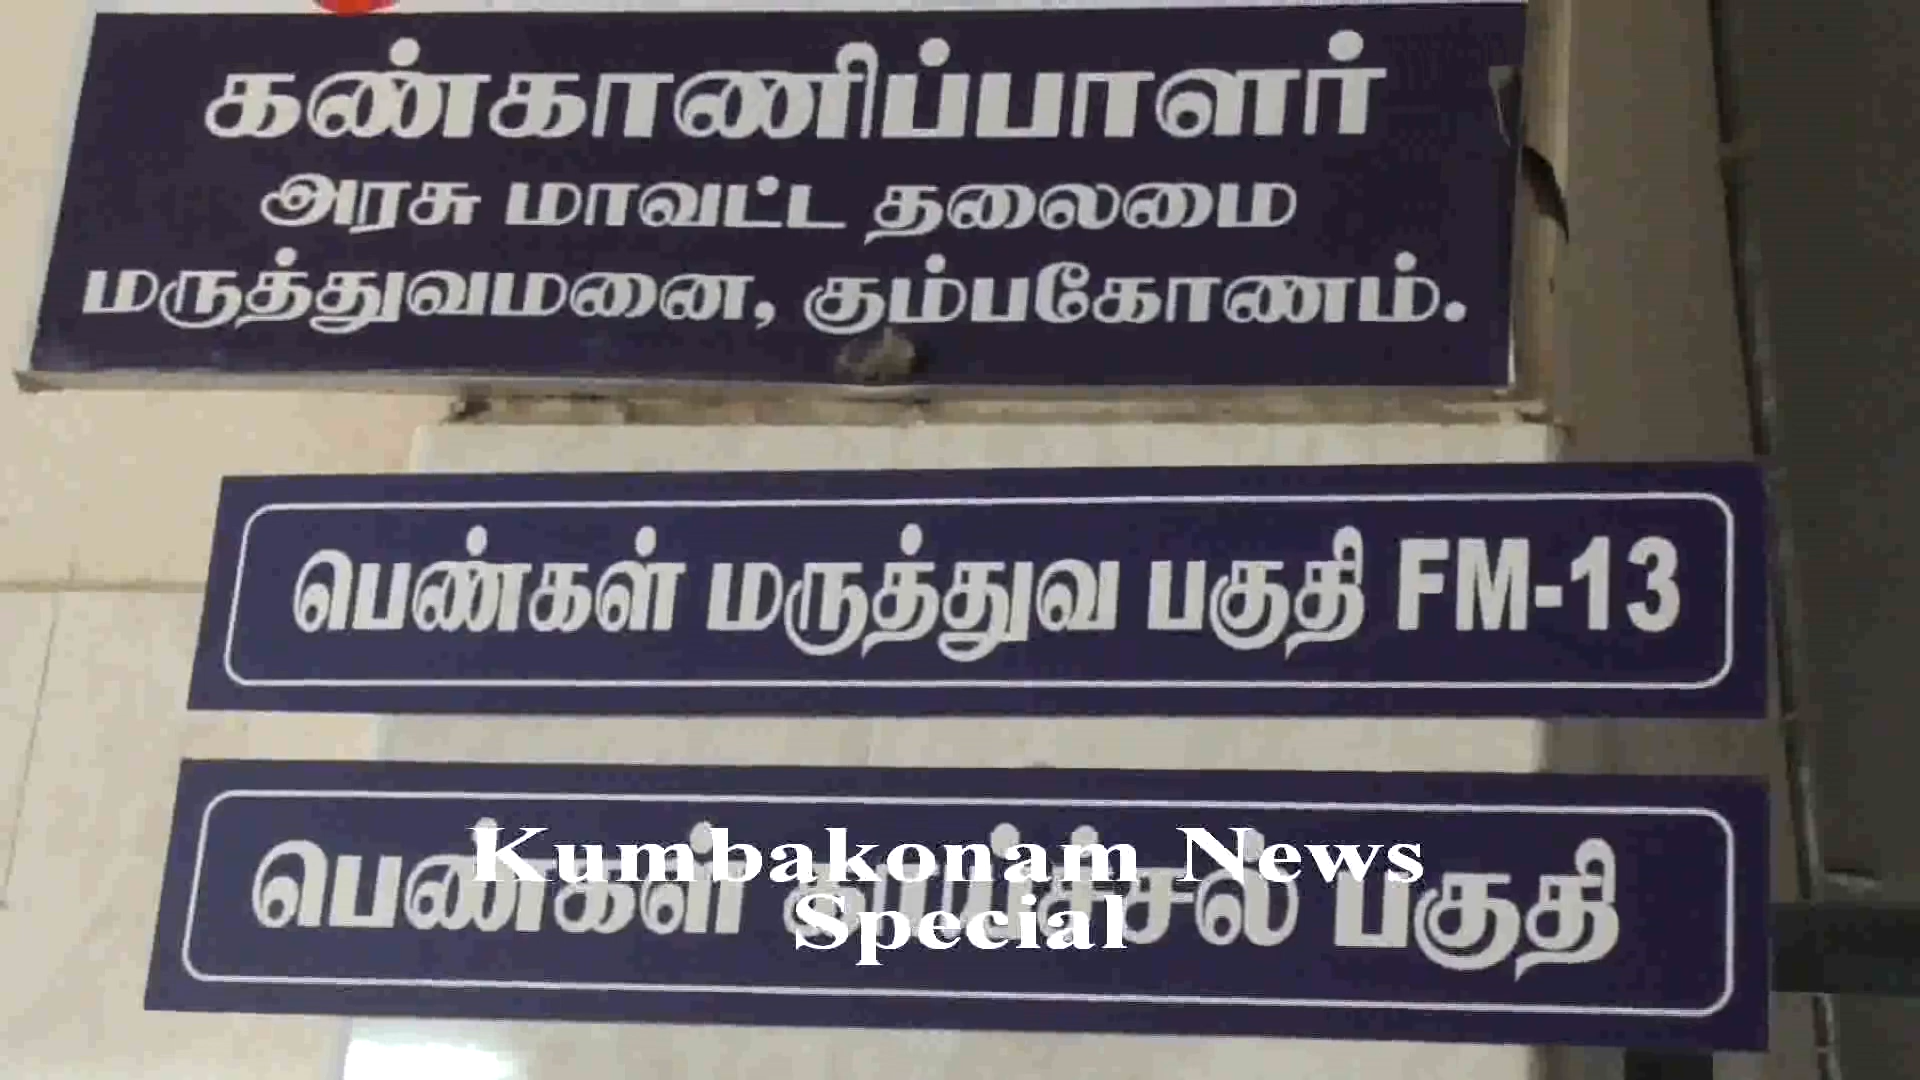 கண்காணிப்பாளர்
அரசு மாவட்ட தலைமை
மருத்துவமனை, கும்பகோணம்.
பெண்கள் மருத்துவ பகுதி FM-13
பெண்கள் காய்ச்சல் பகுதி
Kumbakonam News
Special